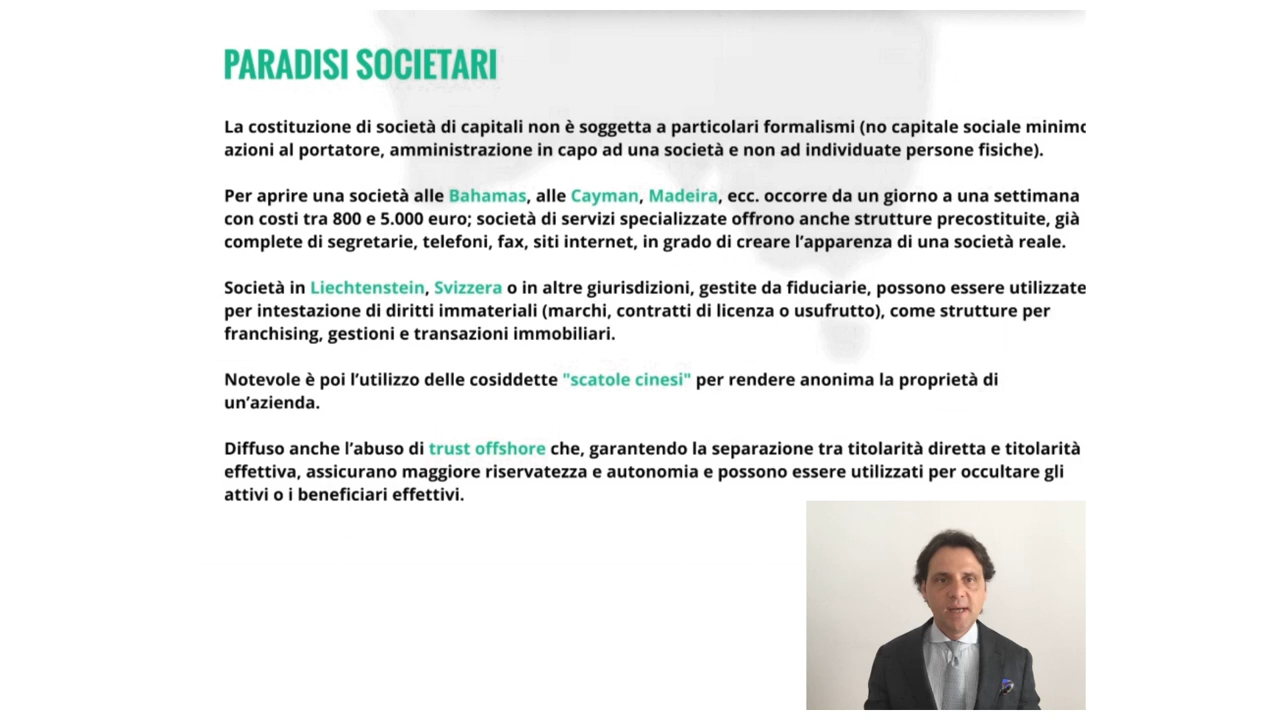 PARADISI SOCIETARI
La costituzione di società di capitali non è soggetta a particolari formalismi (no capitale sociale minimo
azioni al portatore, amministrazione in capo ad una società e non ad individuate persone fisiche).
Per aprire una società alle Bahamas, alle Cayman, Madeira, ecc. occorre da un giorno a una settimana
con costi tra 800 e 5.000 euro; società di servizi specializzate offrono anche strutture precostituite, già
complete di segretarie, telefoni, fax, siti internet, in grado di creare l’apparenza di una società reale.
Società in Liechtenstein, Svizzera o in altre giurisdizioni, gestite da fiduciarie, possono essere utilizzate
per intestazione di diritti immateriali (marchi, contratti di licenza o usufrutto), come strutture per
franchising, gestioni e transazioni immobiliari.
Notevole è poi l’utilizzo delle cosiddette "scatole cinesi" per rendere anonima la proprietà di
un’azienda.
Diffuso anche l’abuso di trust offshore che, garantendo la separazione tra titolarità diretta e titolarità
effettiva, assicurano maggiore riservatezza e autonomia e possono essere utilizzati per occultare gli
attivi o i beneficiari effettivi.